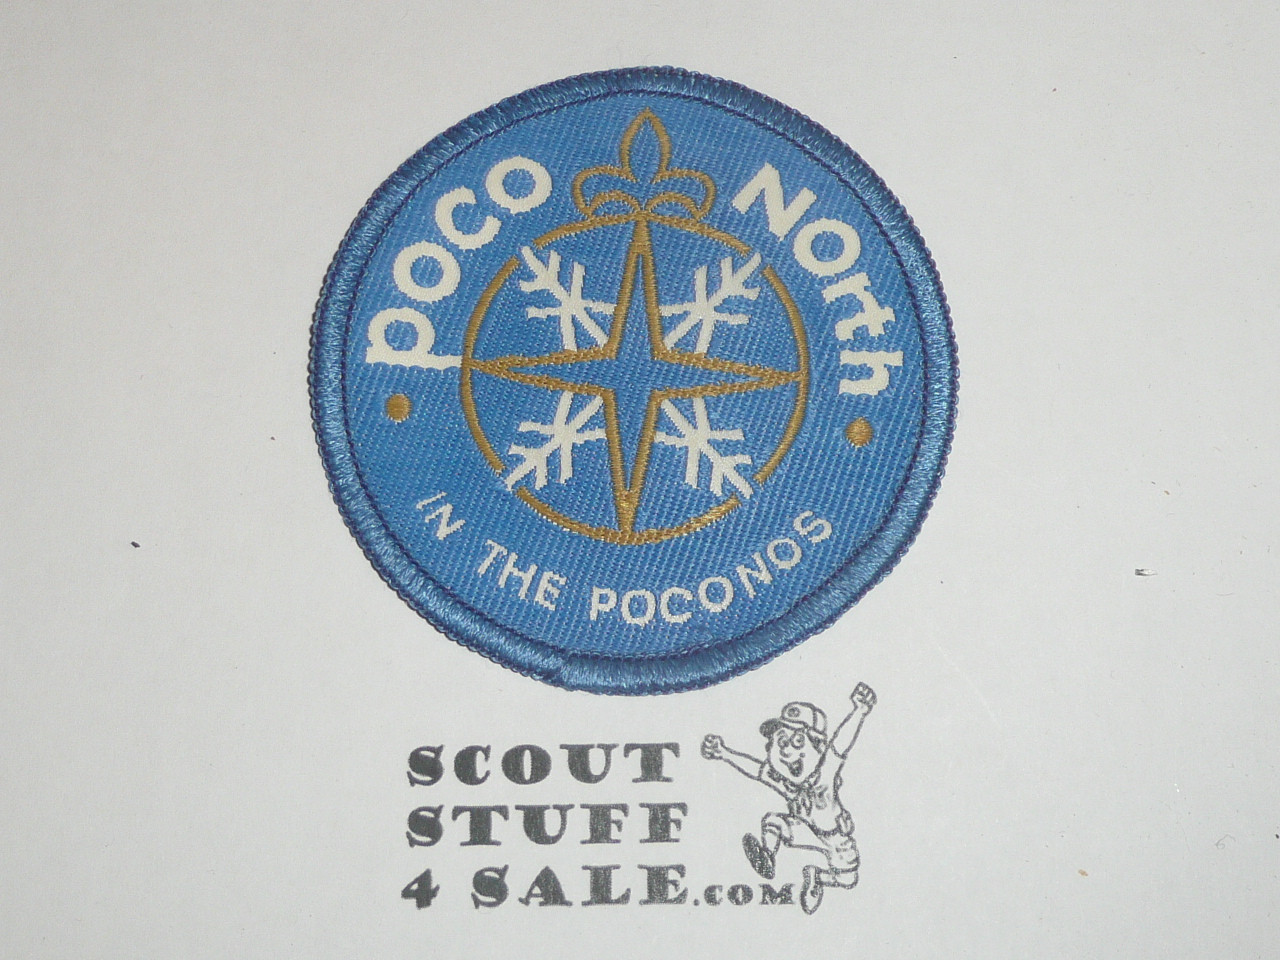 poco North
IN THE POCONOS
SCOUT
STUFF
4 SALE.COM